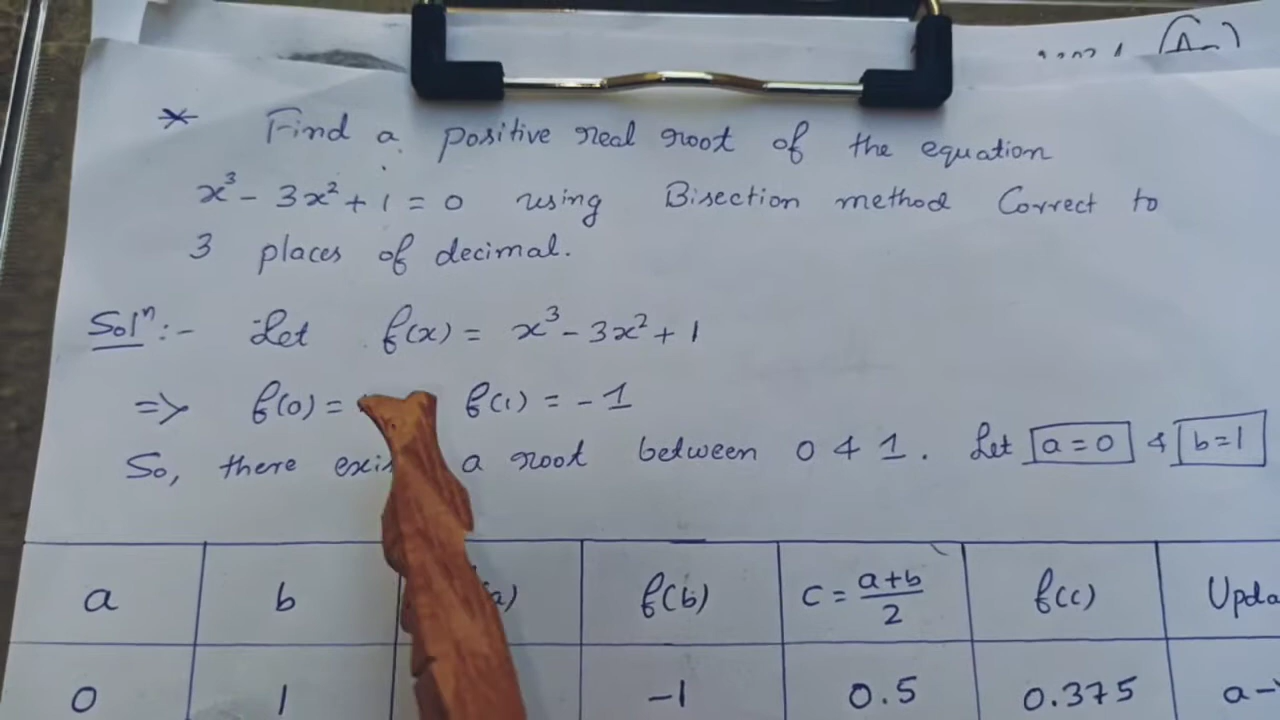 * Find a positive real root of the equation
x³ - 3x² + 1 = 0 using Bisection method Correct to
3 places of decimal.
Solⁿ:- Let f(x) = x³ - 3x² + 1
=> f(0) = f(1) = -1
So, there a root between 0 & 1. Let a = 0 & b = 1
a b f(b) c = a+b/2 f(c)
0 1 -1 0.5 0.375